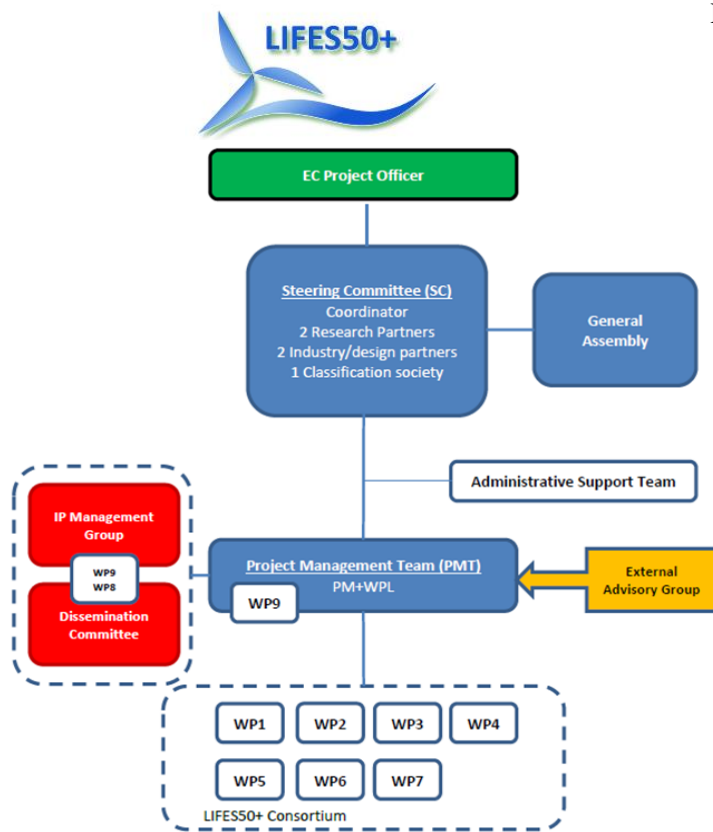 LIFES50+
EC Project Officer
Steering Committee (SC)
Coordinator
2 Research Partners
2 Industry/design partners
1 Classification society
General
Assembly
Administrative Support Team
IP Management
Group
WP9
WP8
Dissemination
Committee
Project Management Team (PMT)
PM+WPL
WP9
External
Advisory Group
WP1
WP2
WP3
WP4
WP5
WP6
WP7
LIFES50+ Consortium